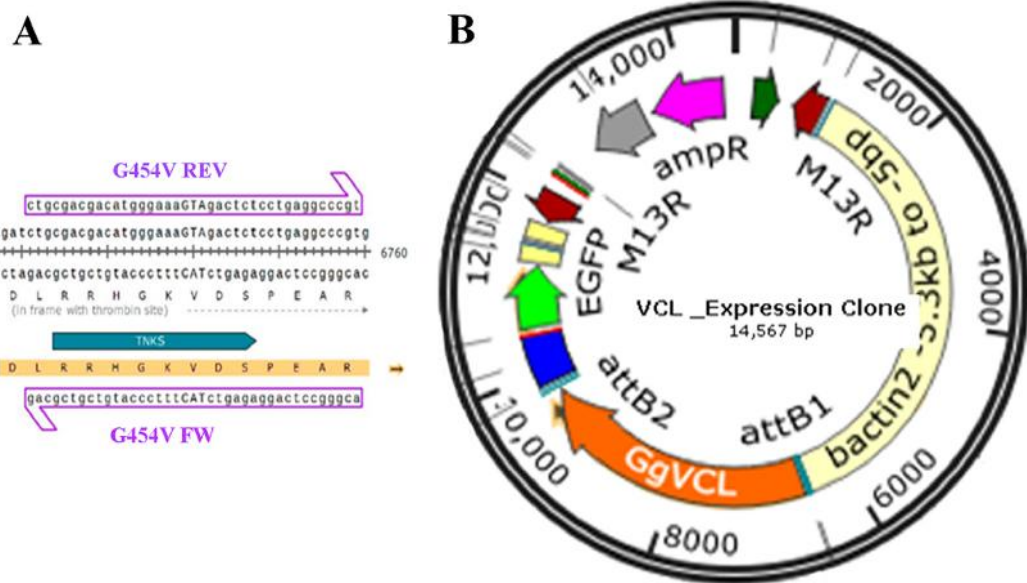 A
G454V REV
ctgcgacgacatgggaaaGTAgactctcctgaggcccgt
gatctgcgacgacatgggaaaGTAgactctcctgaggcccgtg
6760
ctagacgctgctgtaccctttCATctgagaggactccgggcac
D L R R H G K V D S P E A R
(in frame with thrombin site)
TNKS
D L R R H G K V D S P E A R
gacgctgctgtaccctttCATctgagaggactccgggca
G454V FW
B
2000
4000
6000
8000
10,000
14,000
ampR
M13R
M13R
EGFP
attB2
attB1
GgVCL
bactin2 -5.3kb to -5bp
VCL _Expression Clone
14,567 bp